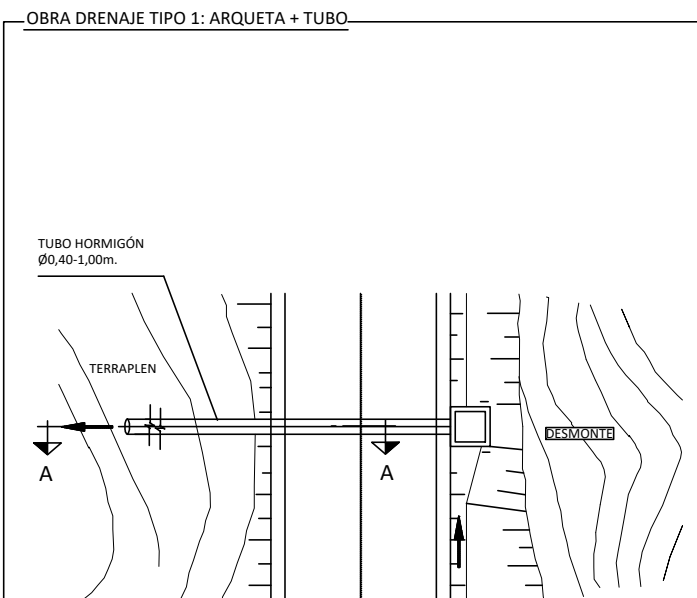 OBRA DRENAJE TIPO 1: ARQUETA + TUBO
TUBO HORMIGÓN
Ø0,40-1,00m.
TERRAPLEN
DESMONTE
A
A